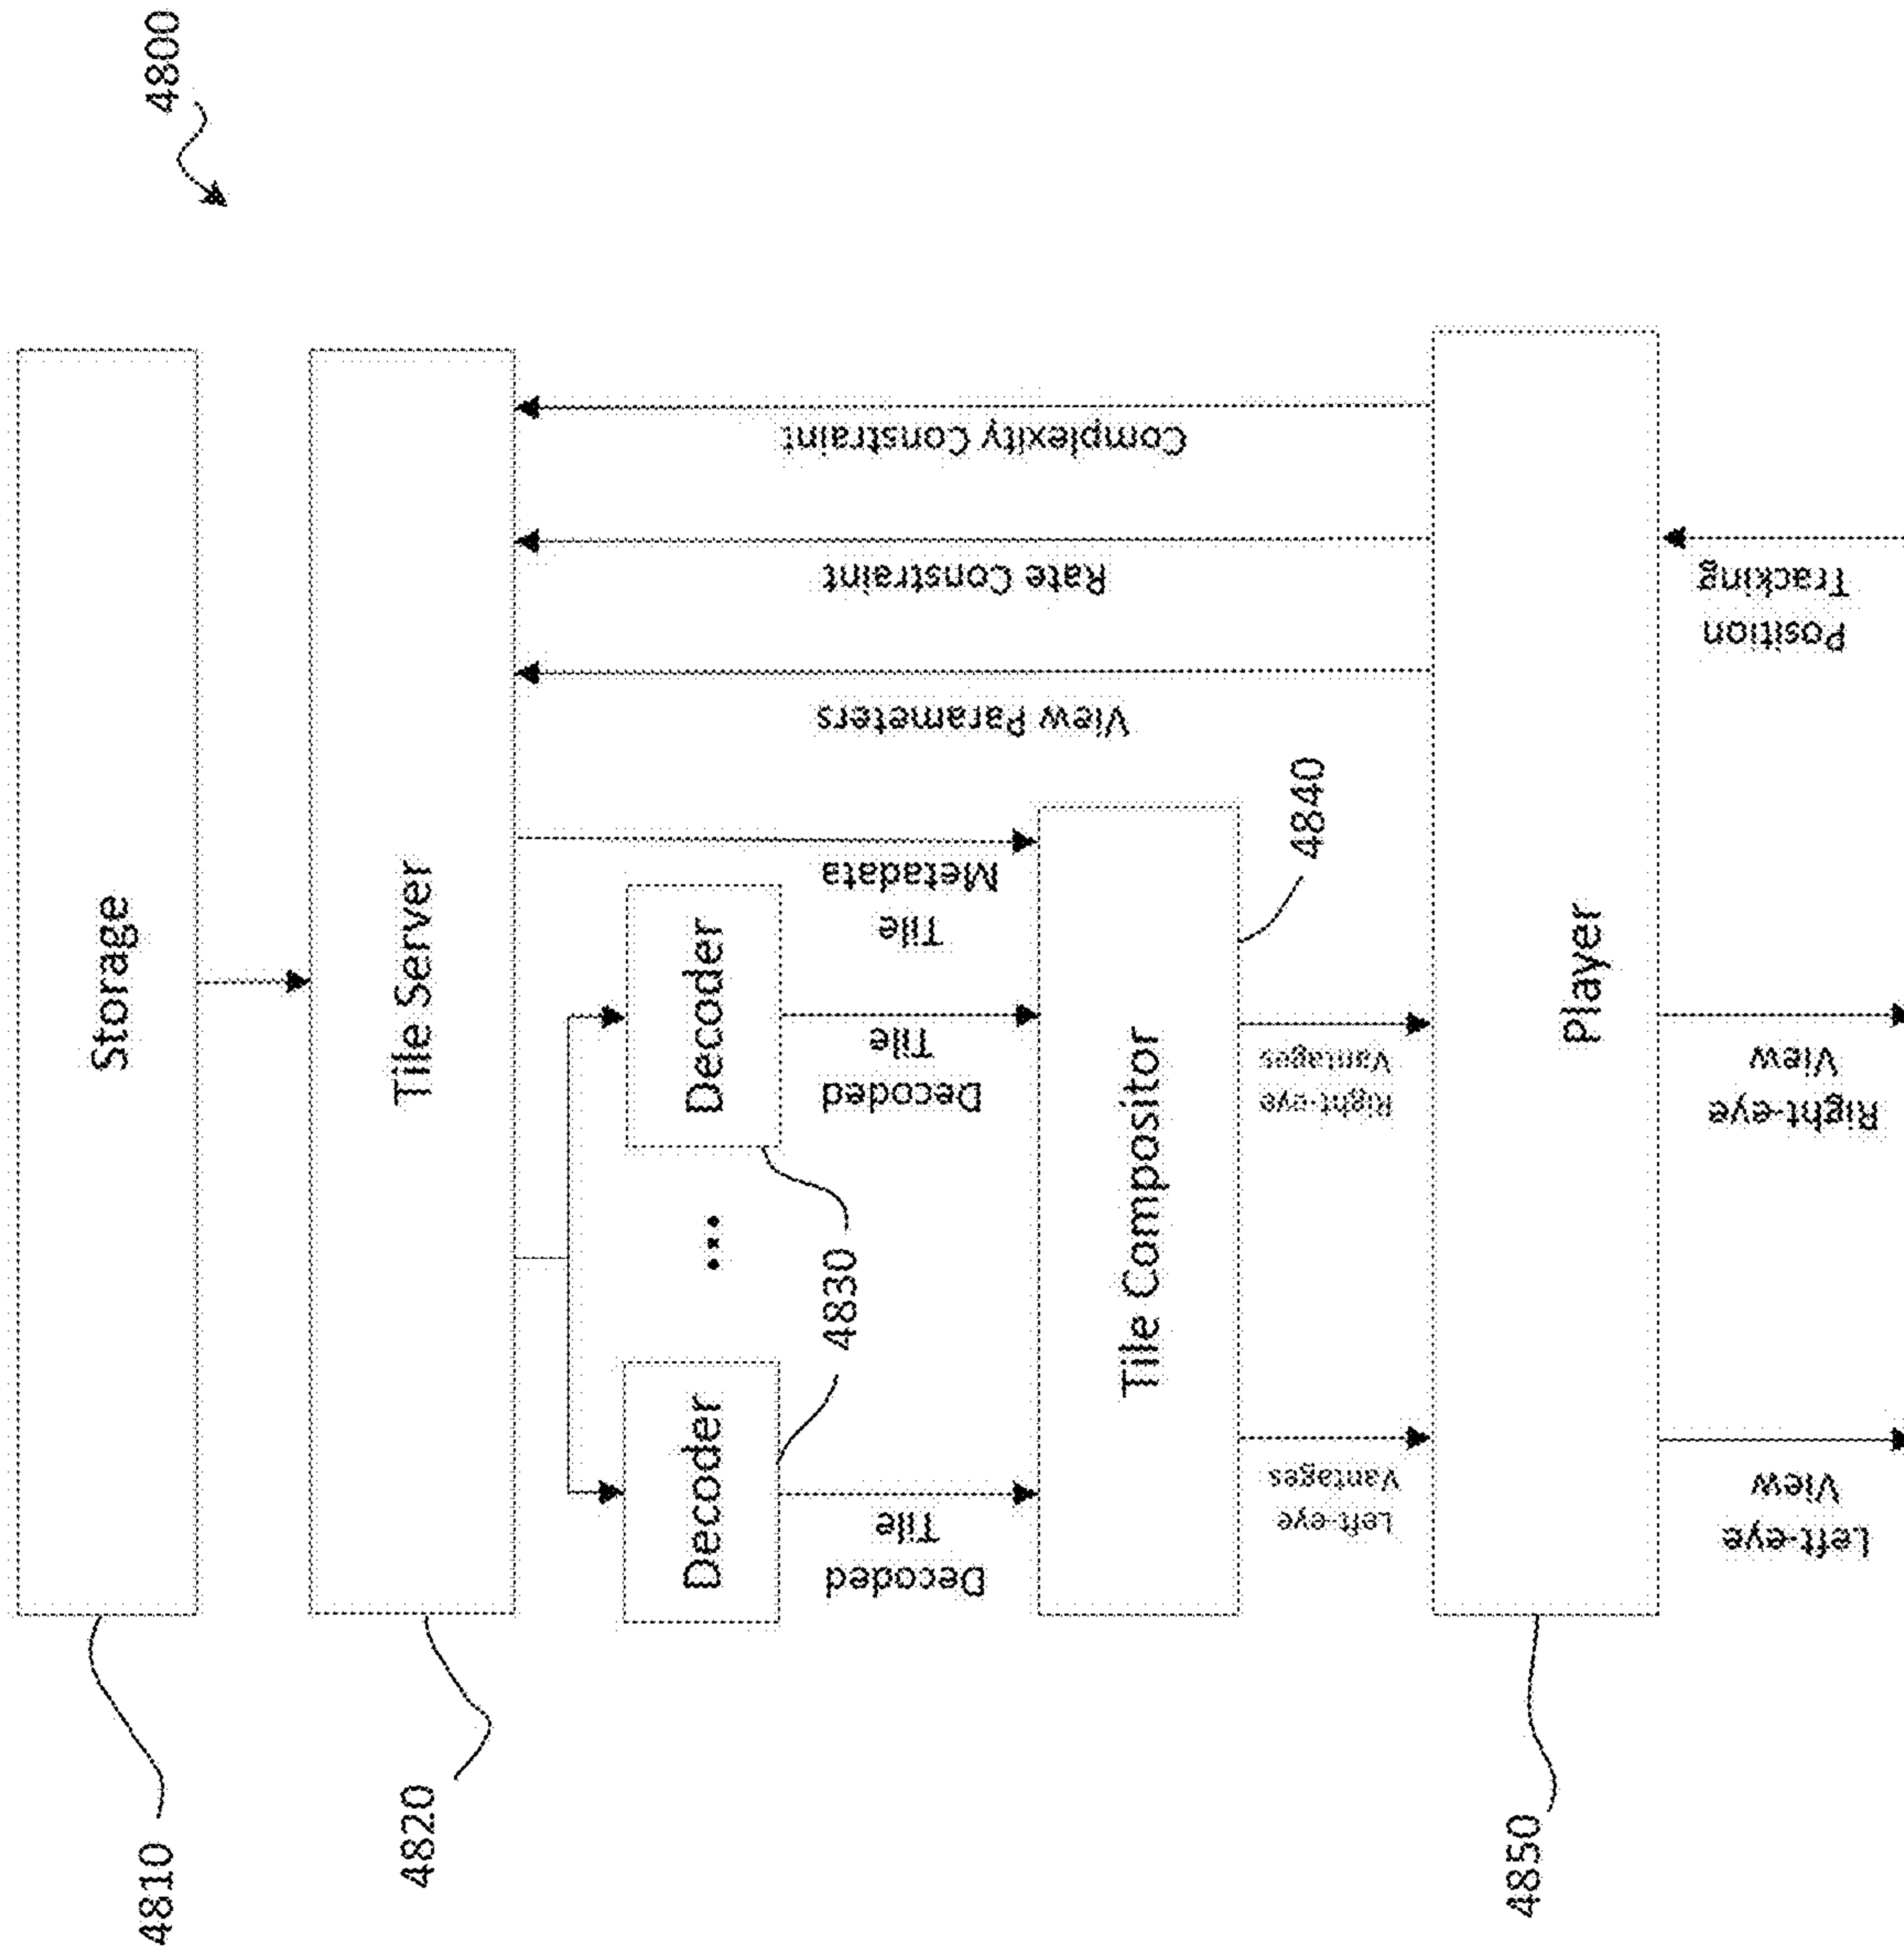 4800
Storage
4810
Tile Server
4820
Complexity Constraint
Rate Constraint
View Parameters
Tile
Metadata
Decoder
...
Decoder
4830
Decoded
Tile
Decoded
Tile
Tile Compositor
4840
Left-eye
Vantages
Right-eye
Vantages
Player
4850
Left-eye
View
Right-eye
View
Position
Tracking